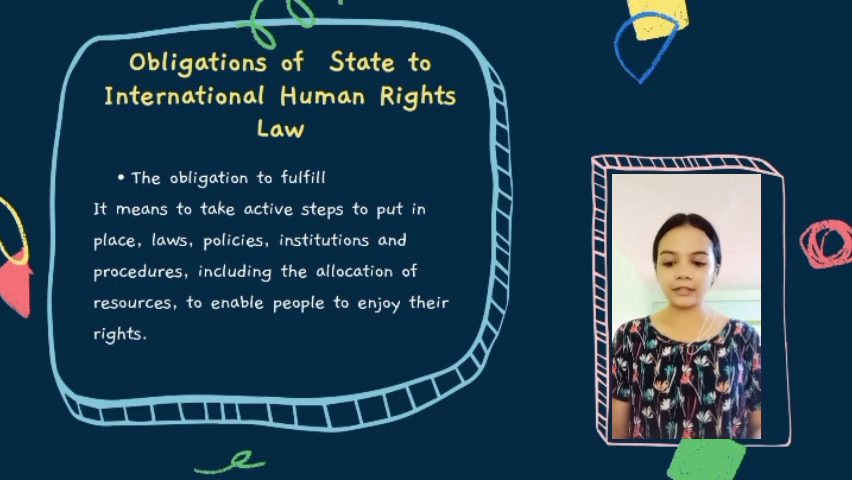 Obligations of State to
International Human Rights
Law
• The obligation to fulfill
It means to take active steps to put in
place, laws, policies, institutions and
procedures, including the allocation of
resources, to enable people to enjoy their
rights.